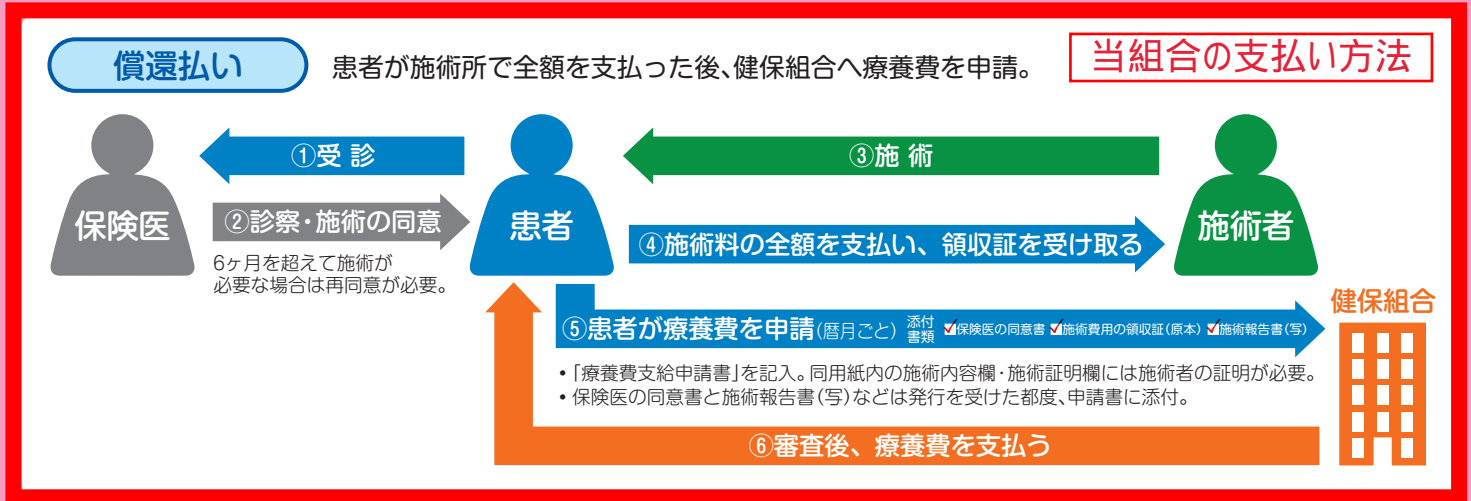 償還払い
患者が施術所で全額を支払った後、健保組合へ療養費を申請。
当組合の支払い方法
①受 診
③施 術
保険医
②診察・施術の同意
患者
施術者
④施術料の全額を支払い、領収証を受け取る
6ヶ月を超えて施術が
必要な場合は再同意が必要。
健保組合
⑤患者が療養費を申請(暦月ごと) 添付書類 ✓保険医の同意書 ✓施術費用の領収証(原本) ✓施術報告書(写)
• 「療養費支給申請書」を記入。同用紙内の施術内容欄・施術証明欄には施術者の証明が必要。
• 保険医の同意書と施術報告書(写)などは発行を受けた都度、申請書に添付。
⑥審査後、療養費を支払う